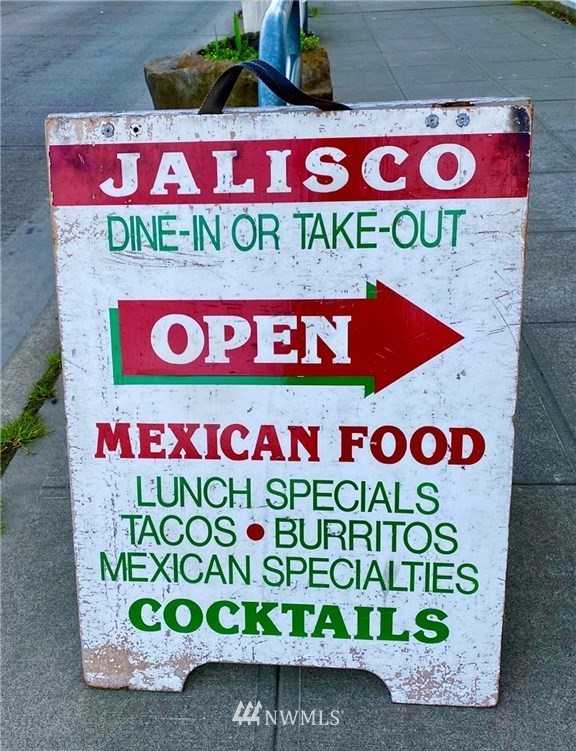 JALISCO
DINE-IN OR TAKE-OUT
OPEN
MEXICAN FOOD
LUNCH SPECIALS
TACOS • BURRITOS
MEXICAN SPECIALTIES
COCKTAILS
NWMLS